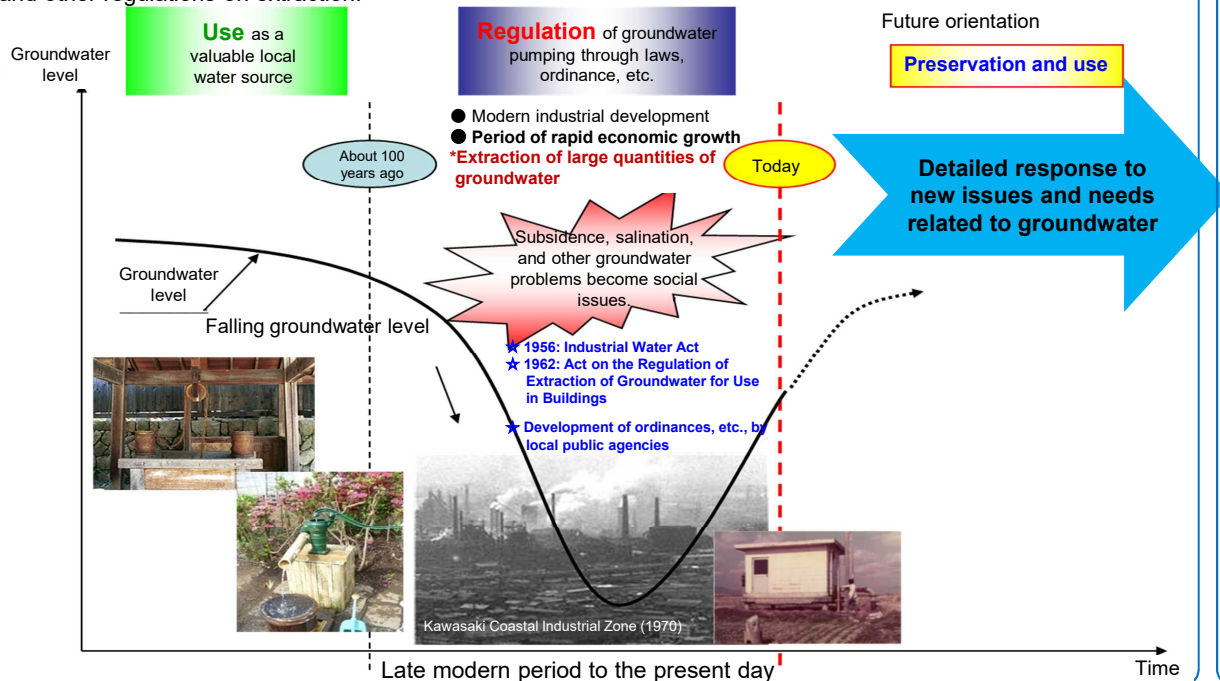 and other regulations on extraction.
Groundwater
level
Use as a
valuable local
water source
Regulation of groundwater
pumping through laws,
ordinance, etc.
Future orientation
Preservation and use
● Modern industrial development
● Period of rapid economic growth
*Extraction of large quantities of
groundwater
About 100
years ago
Today
Detailed response to
new issues and needs
related to groundwater
Subsidence, salination,
and other groundwater
problems become social
issues.
Groundwater
level
Falling groundwater level
☆ 1956: Industrial Water Act
☆ 1962: Act on the Regulation of
Extraction of Groundwater for Use
in Buildings
☆ Development of ordinances, etc., by
local public agencies
Kawasaki Coastal Industrial Zone (1970)
Late modern period to the present day
Time